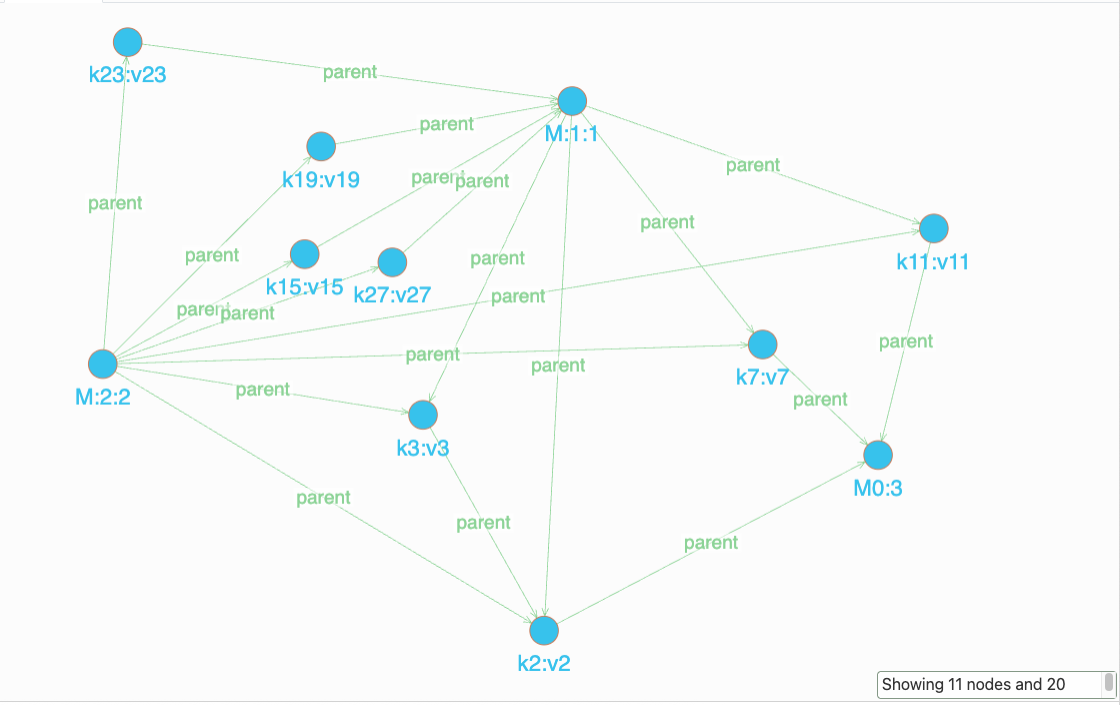 k23:v23
parent
M:1:1
parent
k19:v19
parent
parent
parent
parent
parent
k11:v11
parent
parent
k15:v15
k27:v27
parent
parent
parent
parent
parent
parent
parent
k7:v7
M:2:2
parent
parent
k3:v3
M0:3
parent
parent
parent
k2:v2
Showing 11 nodes and 20